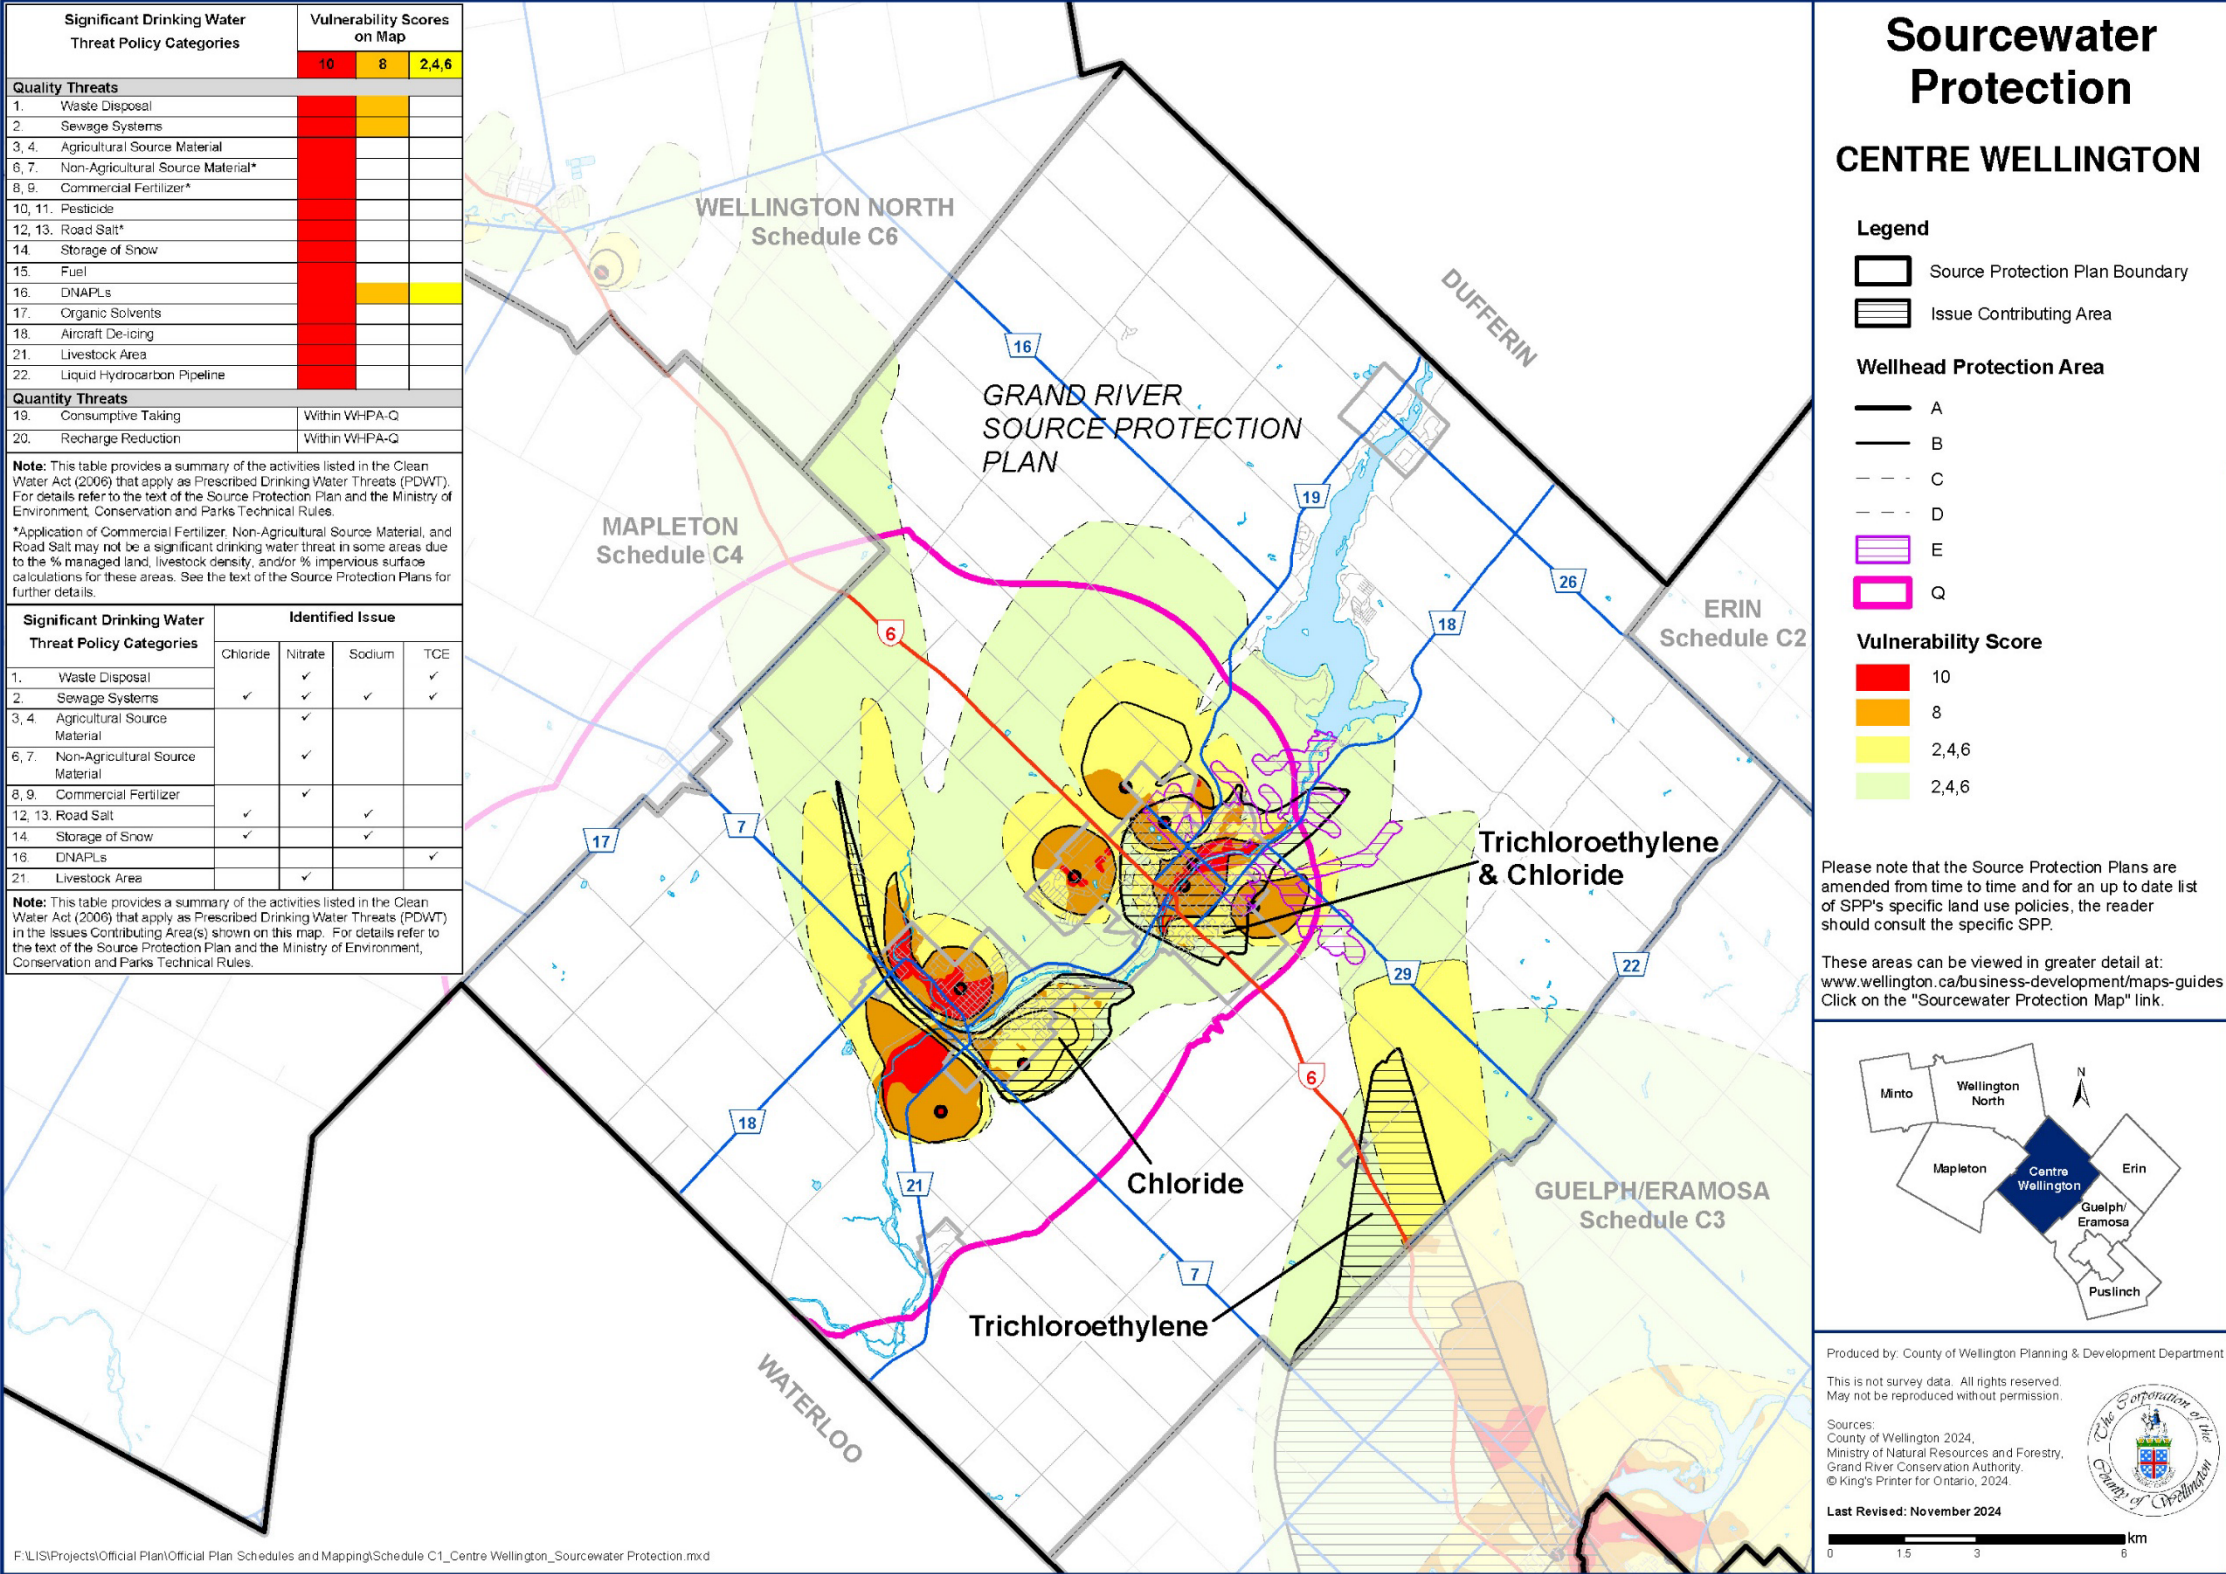 Significant Drinking Water
Threat Policy Categories
Vulnerability Scores
on Map
10 8 2,4,6
Quality Threats
1. Waste Disposal
2. Sewage Systems
3, 4. Agricultural Source Material
6, 7. Non-Agricultural Source Material*
8, 9. Commercial Fertilizer*
10, 11. Pesticide
12, 13. Road Salt*
14. Storage of Snow
15. Fuel
16. DNAPLs
17. Organic Solvents
18. Aircraft De-icing
21. Livestock Area
22. Liquid Hydrocarbon Pipeline
Quantity Threats
19. Consumptive Taking Within WHPA-Q
20. Recharge Reduction Within WHPA-Q
Note: This table provides a summary of the activities listed in the Clean
Water Act (2006) that apply as Prescribed Drinking Water Threats (PDWT).
For details refer to the text of the Source Protection Plan and the Ministry of
Environment, Conservation and Parks Technical Rules.
*Application of Commercial Fertilizer, Non-Agricultural Source Material, and
Road Salt may not be a significant drinking water threat in some areas due
to the % managed land, livestock density, and/or % impervious surface
calculations for these areas. See the text of the Source Protection Plans for
further details.
Significant Drinking Water
Threat Policy Categories
Identified Issue
Chloride Nitrate Sodium TCE
1. Waste Disposal ✓ ✓
2. Sewage Systems ✓ ✓ ✓ ✓
3, 4. Agricultural Source ✓
Material
6, 7. Non-Agricultural Source ✓
Material
8, 9. Commercial Fertilizer ✓
12, 13. Road Salt ✓ ✓
14. Storage of Snow ✓ ✓
16. DNAPLs ✓
21. Livestock Area ✓
Note: This table provides a summary of the activities listed in the Clean
Water Act (2006) that apply as Prescribed Drinking Water Threats (PDWT)
in the Issues Contributing Area(s) shown on this map. For details refer to
the text of the Source Protection Plan and the Ministry of Environment,
Conservation and Parks Technical Rules.
WELLINGTON NORTH
Schedule C6
DUFFERIN
16
GRAND RIVER
SOURCE PROTECTION
PLAN
19
MAPLETON
Schedule C4
26
ERIN
Schedule C2
18
6
17
7
Trichloroethylene
& Chloride
29
22
6
18
21
Chloride
GUELPH/ERAMOSA
Schedule C3
7
Trichloroethylene
WATERLOO
F:\LIS\Projects\Official Plan\Official Plan Schedules and Mapping\Schedule C1_Centre Wellington_Sourcewater Protection.mxd
Sourcewater
Protection
CENTRE WELLINGTON
Legend
Source Protection Plan Boundary
Issue Contributing Area
Wellhead Protection Area
A
B
C
D
E
Q
Vulnerability Score
10
8
2,4,6
2,4,6
Please note that the Source Protection Plans are
amended from time to time and for an up to date list
of SPP's specific land use policies, the reader
should consult the specific SPP.
These areas can be viewed in greater detail at:
www.wellington.ca/business-development/maps-guides
Click on the "Sourcewater Protection Map" link.
N
Minto
Wellington
North
Mapleton
Centre
Wellington
Erin
Guelph/
Eramosa
Puslinch
Produced by: County of Wellington Planning & Development Department
This is not survey data. All rights reserved.
May not be reproduced without permission.
Sources:
County of Wellington 2024,
Ministry of Natural Resources and Forestry,
Grand River Conservation Authority.
© King's Printer for Ontario, 2024.
The Corporation of the
County of Wellington
Last Revised: November 2024
km
0 1.5 3 6